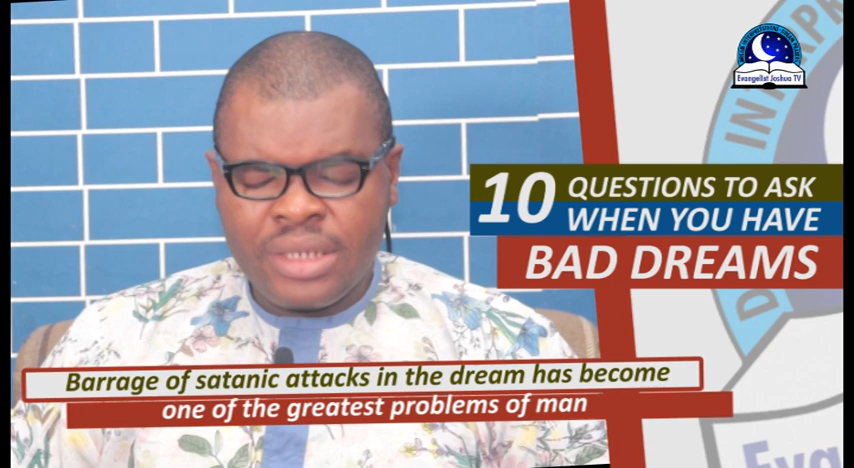 Evangelist Joshua TV
10 QUESTIONS TO ASK
WHEN YOU HAVE
BAD DREAMS
Barrage of satanic attacks in the dream has become
one of the greatest problems of man